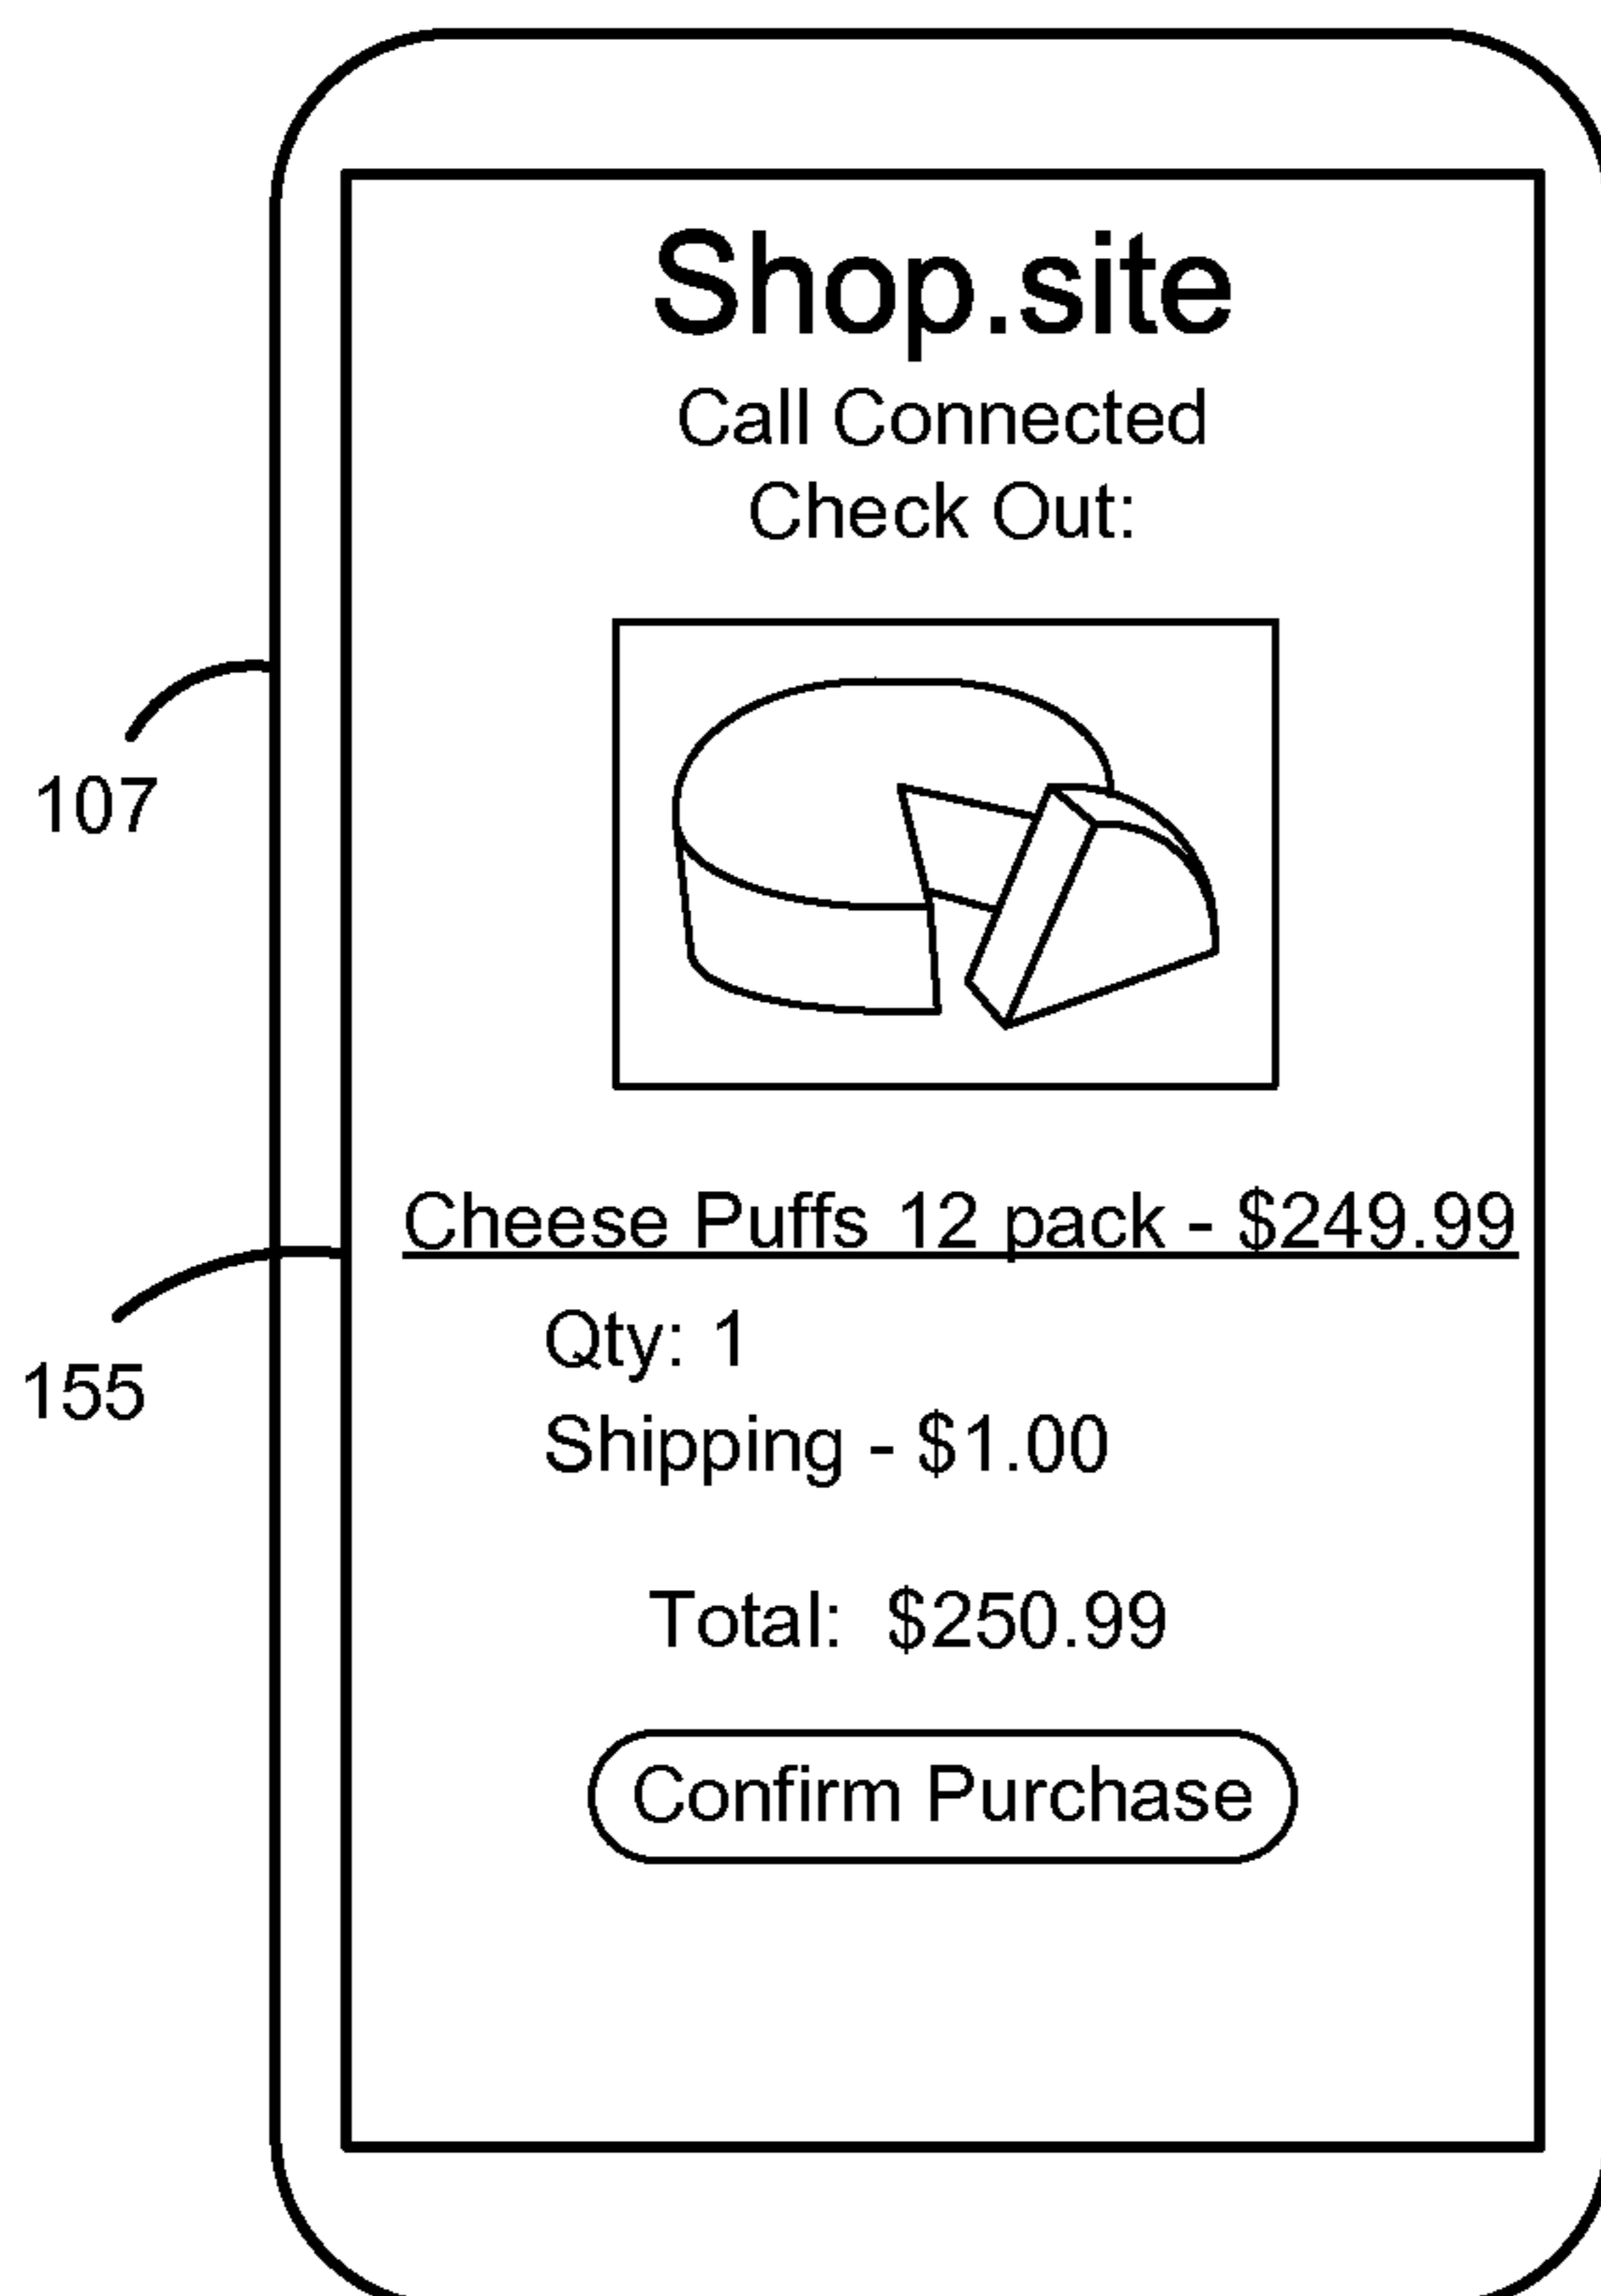 Shop.site
Call Connected
Check Out:
107
Cheese Puffs 12 pack - $249.99
155
Qty: 1
Shipping - $1.00
Total: $250.99
Confirm Purchase